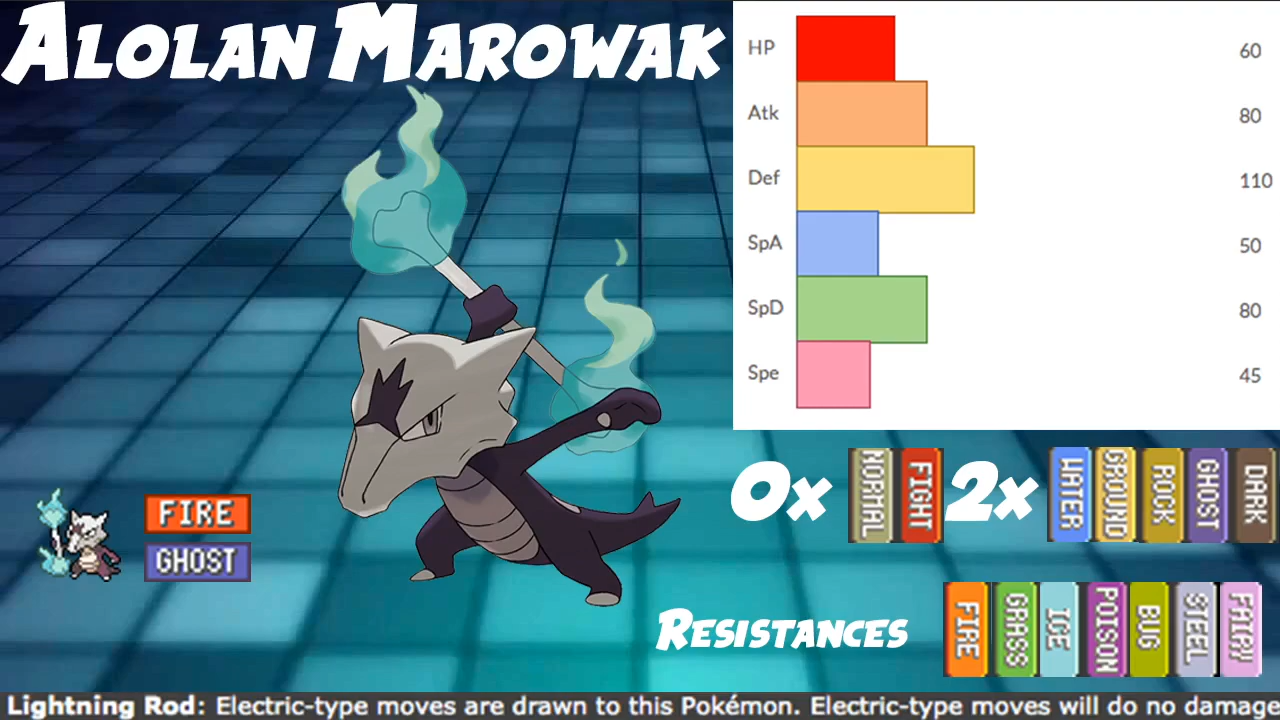 ALOLAN MAROWAK
HP 60
Atk 80
Def 110
SpA 50
SpD 80
Spe 45
0x NORMAL FIGHT 2x WATER GROUND ROCK GHOST DARK
FIRE
GHOST
RESISTANCES FIRE GRASS ICE POISON BUG STEEL FAIRY
Lightning Rod: Electric-type moves are drawn to this Pokémon. Electric-type moves will do no damage